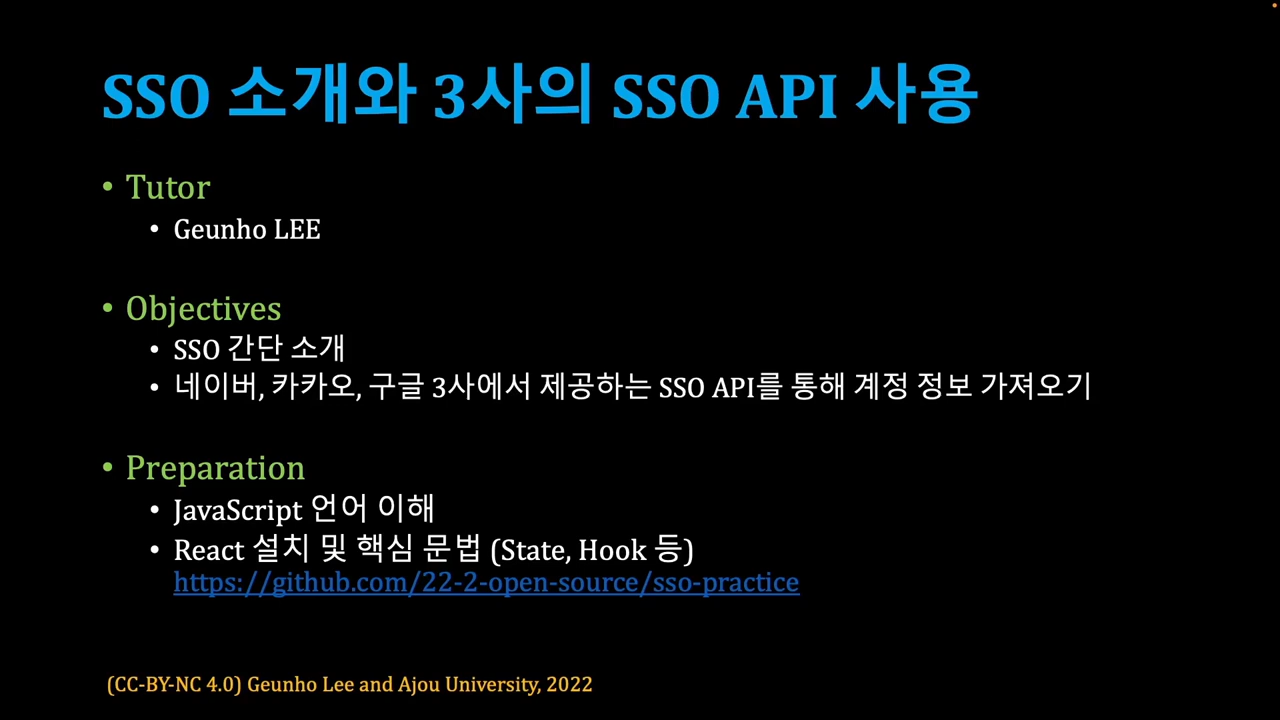 SSO 소개와 3사의 SSO API 사용
• Tutor
• Geunho LEE
• Objectives
• SSO 간단 소개
• 네이버, 카카오, 구글 3사에서 제공하는 SSO API를 통해 계정 정보 가져오기
• Preparation
• JavaScript 언어 이해
• React 설치 및 핵심 문법 (State, Hook 등)
https://github.com/22-2-open-source/sso-practice
(CC-BY-NC 4.0) Geunho Lee and Ajou University, 2022